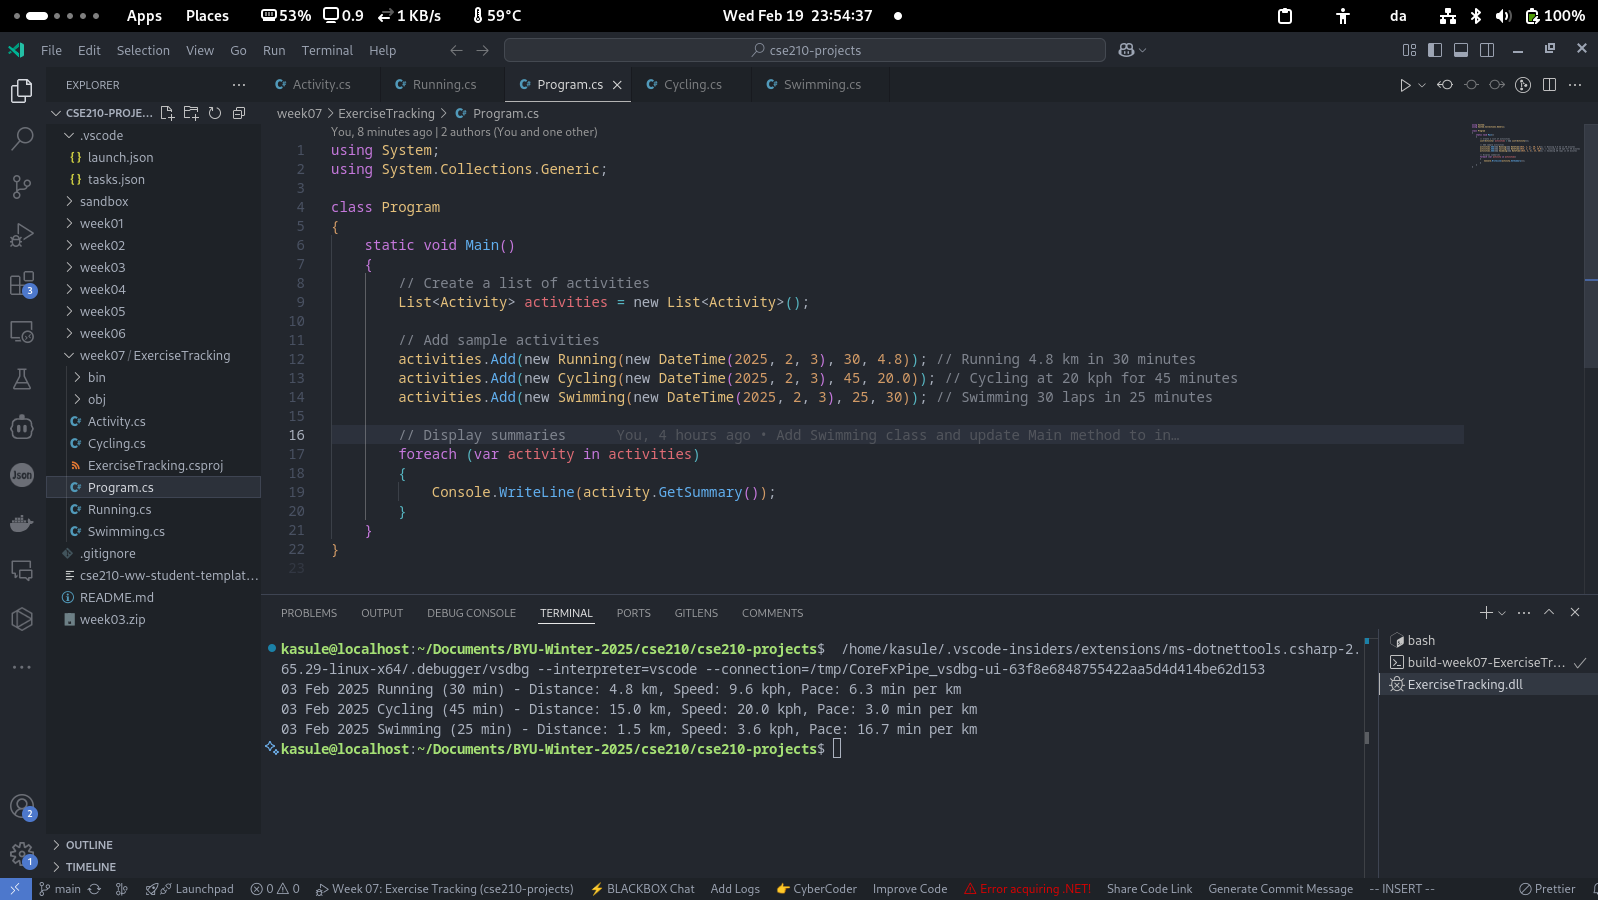 Apps Places 53% 0.9 1 KB/s 59°C Wed Feb 19 23:54:37 da 100%
File Edit Selection View Go Run Terminal Help cse210-projects
EXPLORER
Activity.cs Running.cs Program.cs Cycling.cs Swimming.cs
CSE210-PROJE...
.vscode
launch.json
tasks.json
sandbox
week01
week02
week03
week04
week05
week06
week07 / ExerciseTracking
bin
obj
Activity.cs
Cycling.cs
ExerciseTracking.csproj
Program.cs
Running.cs
Swimming.cs
.gitignore
cse210-ww-student-templat...
README.md
week03.zip
OUTLINE
TIMELINE
3
Json
2
1
week07 > ExerciseTracking > Program.cs
You, 8 minutes ago | 2 authors (You and one other)
1 using System;
2 using System.Collections.Generic;
3
4 class Program
5 {
6 static void Main()
7 {
8 // Create a list of activities
9 List<Activity> activities = new List<Activity>();
10
11 // Add sample activities
12 activities.Add(new Running(new DateTime(2025, 2, 3), 30, 4.8)); // Running 4.8 km in 30 minutes
13 activities.Add(new Cycling(new DateTime(2025, 2, 3), 45, 20.0)); // Cycling at 20 kph for 45 minutes
14 activities.Add(new Swimming(new DateTime(2025, 2, 3), 25, 30)); // Swimming 30 laps in 25 minutes
15
16 // Display summaries You, 4 hours ago • Add Swimming class and update Main method to in…
17 foreach (var activity in activities)
18 {
19 Console.WriteLine(activity.GetSummary());
20 }
21 }
22 }
23
PROBLEMS OUTPUT DEBUG CONSOLE TERMINAL PORTS GITLENS COMMENTS
kasule@localhost:~/Documents/BYU-Winter-2025/cse210/cse210-projects$ /home/kasule/.vscode-insiders/extensions/ms-dotnettools.csharp-2.
65.29-linux-x64/.debugger/vsdbg --interpreter=vscode --connection=/tmp/CoreFxPipe_vsdbg-ui-63f8e6848755422aa5d4d414be62d153
03 Feb 2025 Running (30 min) - Distance: 4.8 km, Speed: 9.6 kph, Pace: 6.3 min per km
03 Feb 2025 Cycling (45 min) - Distance: 15.0 km, Speed: 20.0 kph, Pace: 3.0 min per km
03 Feb 2025 Swimming (25 min) - Distance: 1.5 km, Speed: 3.6 kph, Pace: 16.7 min per km
kasule@localhost:~/Documents/BYU-Winter-2025/cse210/cse210-projects$
bash
build-week07-ExerciseTr...
ExerciseTracking.dll
main Launchpad 0 0 Week 07: Exercise Tracking (cse210-projects) BLACKBOX Chat Add Logs CyberCoder Improve Code Error acquiring .NET! Share Code Link Generate Commit Message -- INSERT -- Prettier